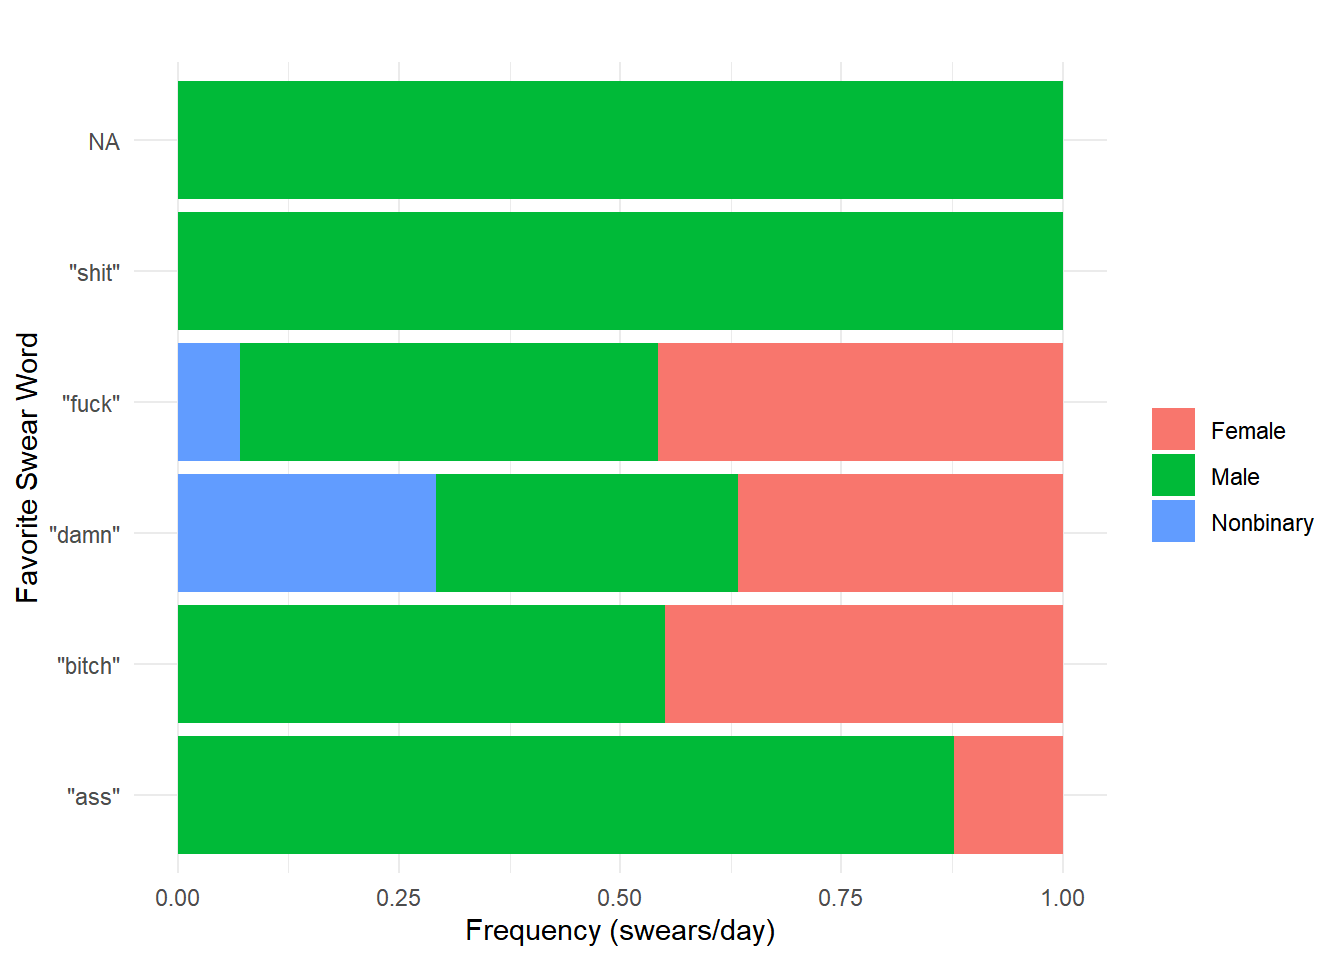 NA
"shit"
"fuck"
"damn"
"bitch"
"ass"
Favorite Swear Word
0.00 0.25 0.50 0.75 1.00
Frequency (swears/day)
Female
Male
Nonbinary